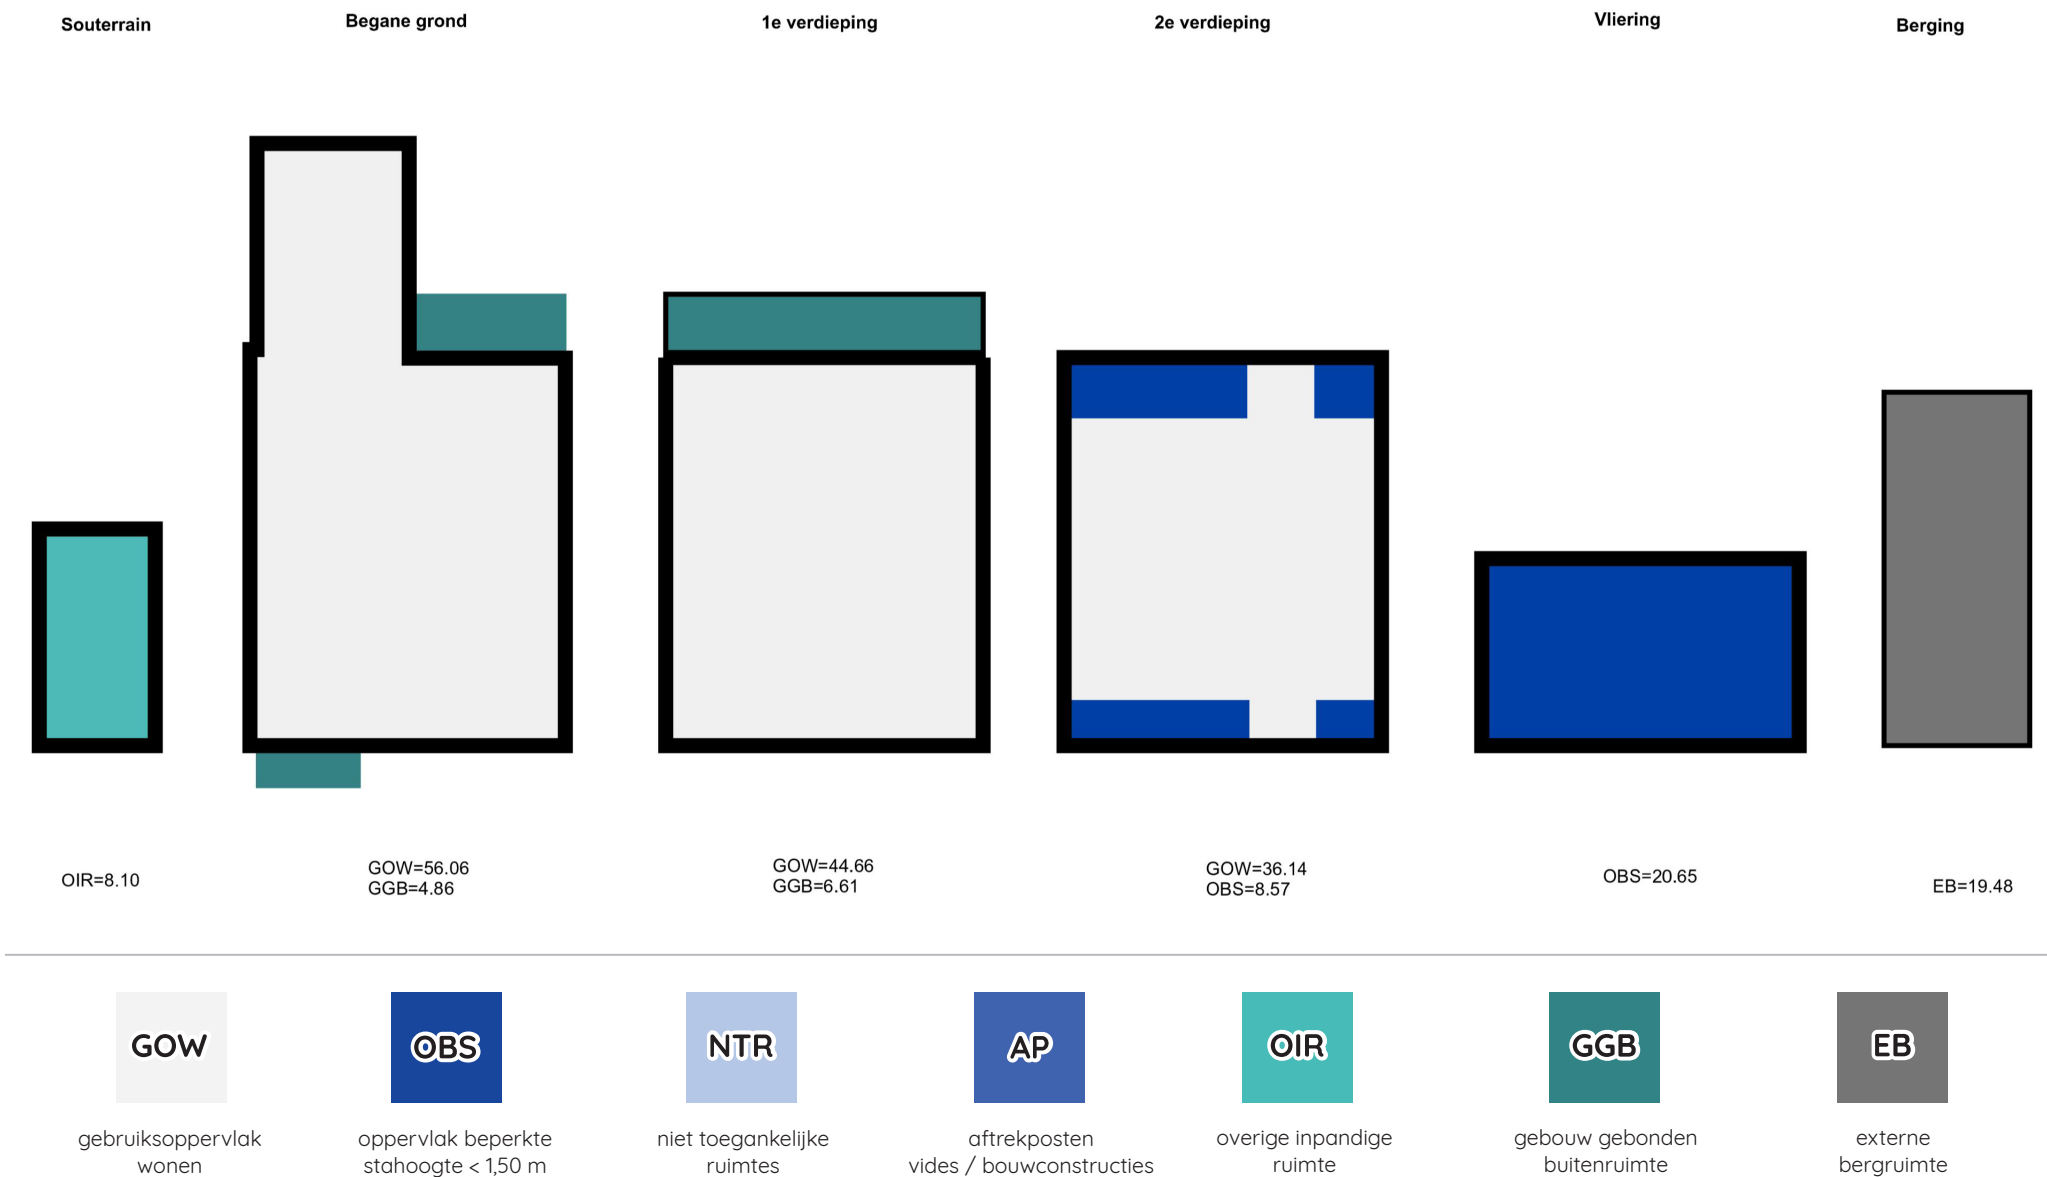 Souterrain
Begane grond
1e verdieping
2e verdieping
Vliering
Berging
OIR=8.10
GOW=56.06
GGB=4.86
GOW=44.66
GGB=6.61
GOW=36.14
OBS=8.57
OBS=20.65
EB=19.48
GOW
OBS
NTR
AP
OIR
GGB
EB
gebruiksoppervlak
wonen
oppervlak beperkte
stahoogte < 1,50 m
niet toegankelijke
ruimtes
aftrekposten
vides / bouwconstructies
overige inpandige
ruimte
gebouw gebonden
buitenruimte
externe
bergruimte